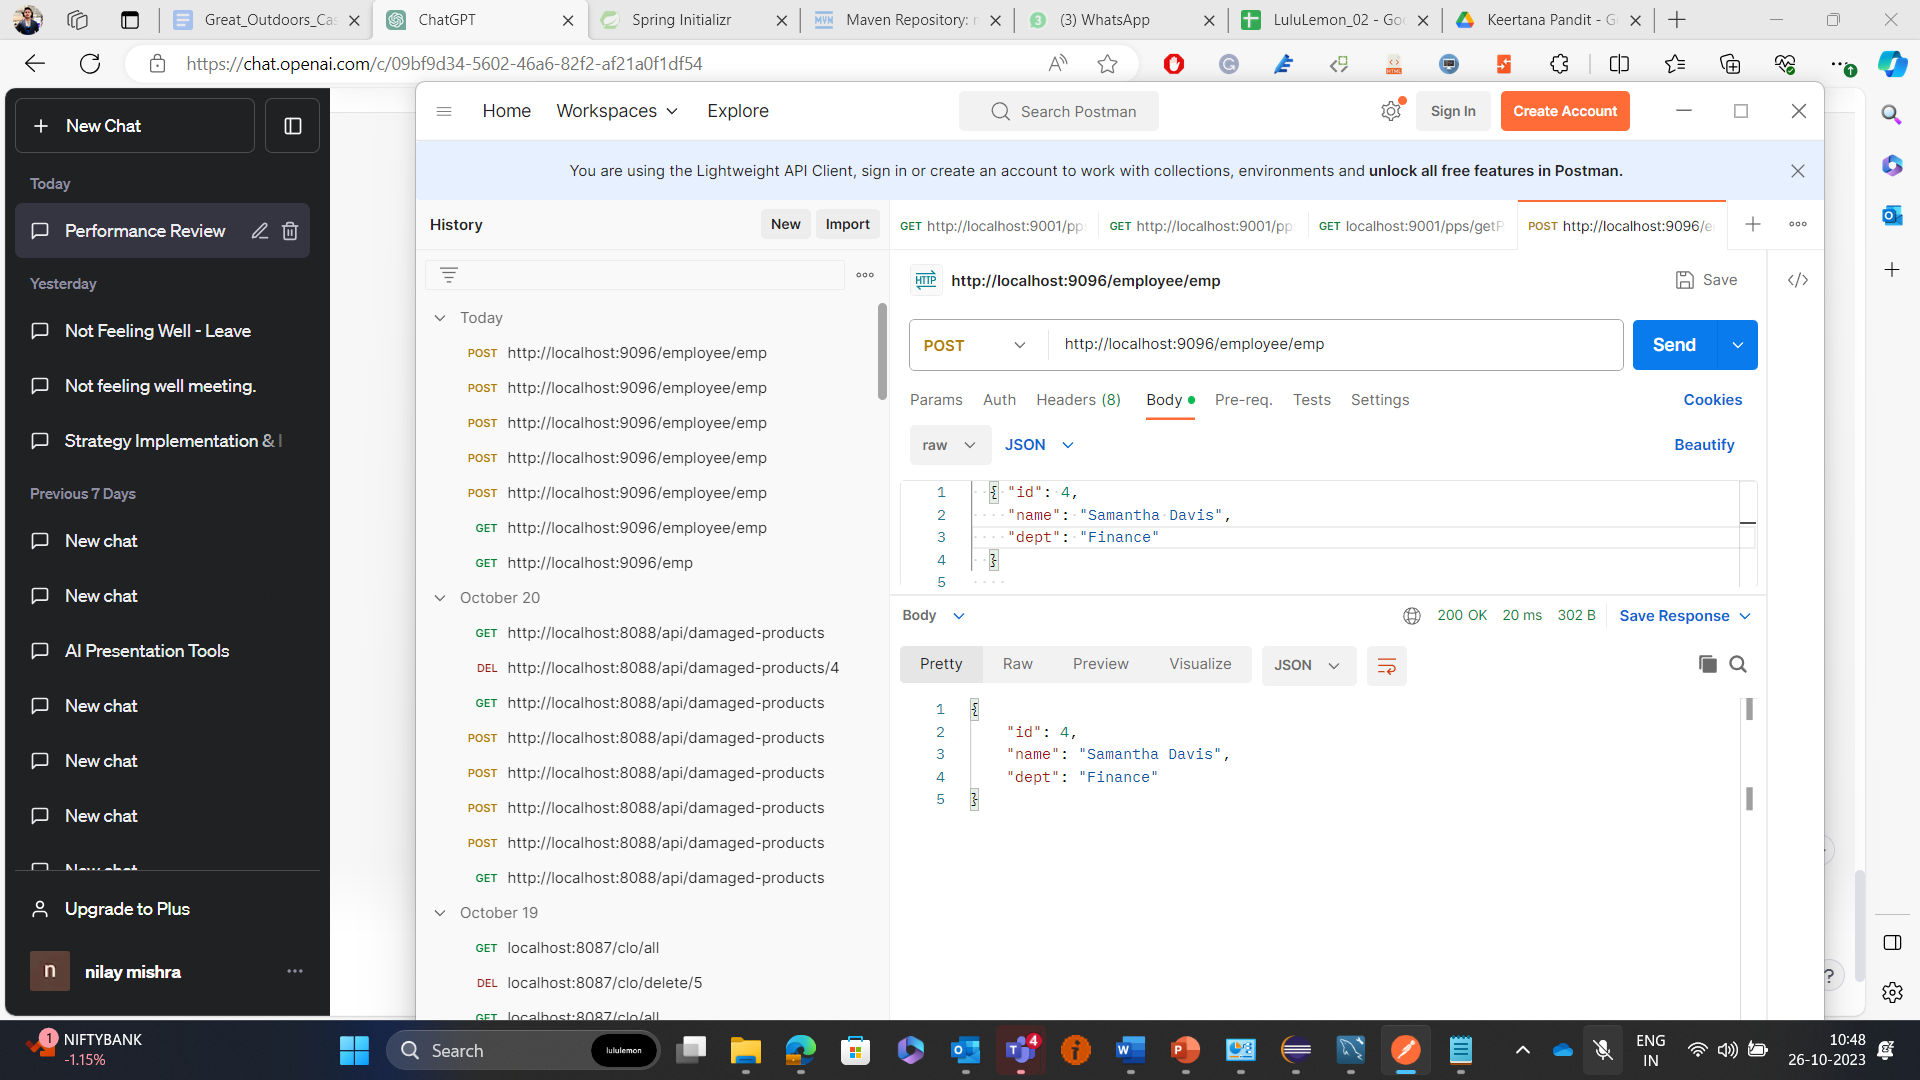 Great_Outdoors_Cas
ChatGPT
Spring Initializr
Maven Repository: r
(3) WhatsApp
LuluLemon_02 - Goo
Keertana Pandit - G
https://chat.openai.com/c/09bf9d34-5602-46a6-82f2-af21a0f1df54
New Chat
Today
Performance Review
Yesterday
Not Feeling Well - Leave
Not feeling well meeting.
Strategy Implementation & I
Previous 7 Days
New chat
New chat
AI Presentation Tools
New chat
New chat
New chat
New chat
Upgrade to Plus
n nilay mishra
Home
Workspaces
Explore
Search Postman
Sign In
Create Account
You are using the Lightweight API Client, sign in or create an account to work with collections, environments and unlock all free features in Postman.
History
New
Import
Today
POST http://localhost:9096/employee/emp
POST http://localhost:9096/employee/emp
POST http://localhost:9096/employee/emp
POST http://localhost:9096/employee/emp
POST http://localhost:9096/employee/emp
GET http://localhost:9096/employee/emp
GET http://localhost:9096/emp
October 20
GET http://localhost:8088/api/damaged-products
DEL http://localhost:8088/api/damaged-products/4
GET http://localhost:8088/api/damaged-products
POST http://localhost:8088/api/damaged-products
POST http://localhost:8088/api/damaged-products
POST http://localhost:8088/api/damaged-products
POST http://localhost:8088/api/damaged-products
GET http://localhost:8088/api/damaged-products
October 19
GET localhost:8087/clo/all
DEL localhost:8087/clo/delete/5
GET localhost:8087/clo/all
GET http://localhost:9001/pps
GET http://localhost:9001/pps
GET localhost:9001/pps/getP
POST http://localhost:9096/e
HTTP http://localhost:9096/employee/emp
Save
POST
http://localhost:9096/employee/emp
Send
Params
Auth
Headers (8)
Body
Pre-req.
Tests
Settings
Cookies
raw
JSON
Beautify
1 { "id": 4,
2 "name": "Samantha Davis",
3 "dept": "Finance"
4 }
5
Body
200 OK
20 ms
302 B
Save Response
Pretty
Raw
Preview
Visualize
JSON
1 {
2 "id": 4,
3 "name": "Samantha Davis",
4 "dept": "Finance"
5 }
?
1
NIFTYBANK
-1.15%
Search
lululemon
4
ENG
IN
10:48
26-10-2023